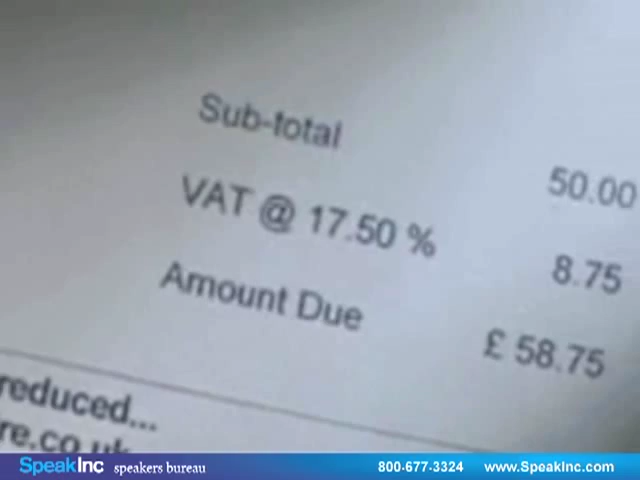 Sub-total 50.00
VAT @ 17.50 % 8.75
Amount Due £ 58.75
reduced...
re.co.uk
SpeakInc speakers bureau 800-677-3324 www.SpeakInc.com